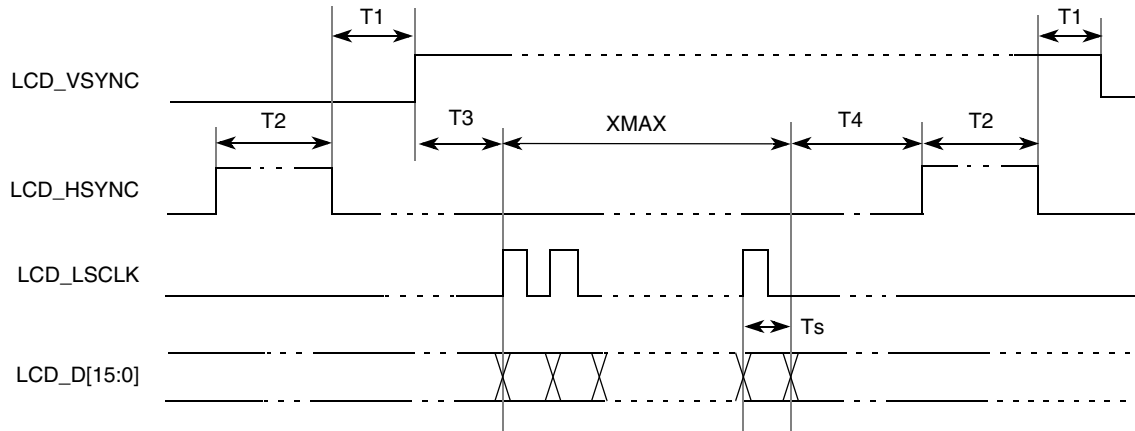 T1
T1
LCD_VSYNC
T2
T3
XMAX
T4
T2
LCD_HSYNC
LCD_LSCLK
Ts
LCD_D[15:0]